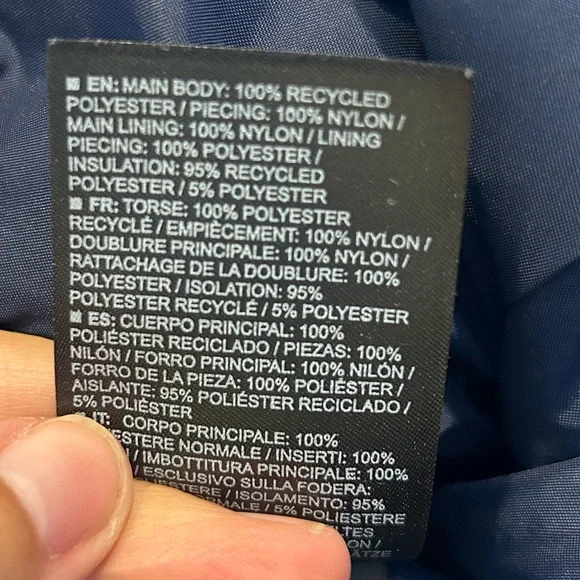 EN: MAIN BODY: 100% RECYCLED
POLYESTER / PIECING: 100% NYLON /
MAIN LINING: 100% NYLON / LINING
PIECING: 100% POLYESTER /
INSULATION: 95% RECYCLED
POLYESTER / 5% POLYESTER
FR: TORSE: 100% POLYESTER
RECYCLÉ / EMPIÈCEMENT: 100% NYLON /
DOUBLURE PRINCIPALE: 100% NYLON /
RATTACHAGE DE LA DOUBLURE: 100%
POLYESTER / ISOLATION: 95%
POLYESTER RECYCLÉ / 5% POLYESTER
ES: CUERPO PRINCIPAL: 100%
POLIÉSTER RECICLADO / PIEZAS: 100%
NILÓN / FORRO PRINCIPAL: 100% NILÓN /
FORRO DE LA PIEZA: 100% POLIÉSTER /
AISLANTE: 95% POLIÉSTER RECICLADO /
5% POLIÉSTER
IT: CORPO PRINCIPALE: 100%
NORMALE / INSERTI: 100%
/ IMBOTTITURA PRINCIPALE: 100%
/ ESCLUSIVO SULLA FODERA:
/ ISOLAMENTO: 95%
/ 5% POLIESTERE